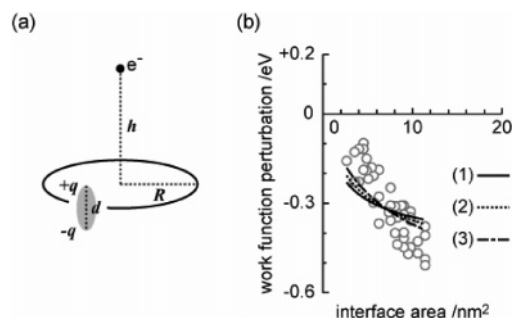 (a)
e-
h
+q
d
R
-q
(b)
+0.2
0
10
20
-0.3
-0.6
work function perturbation /eV
interface area /nm2
(1)
(2)
(3)